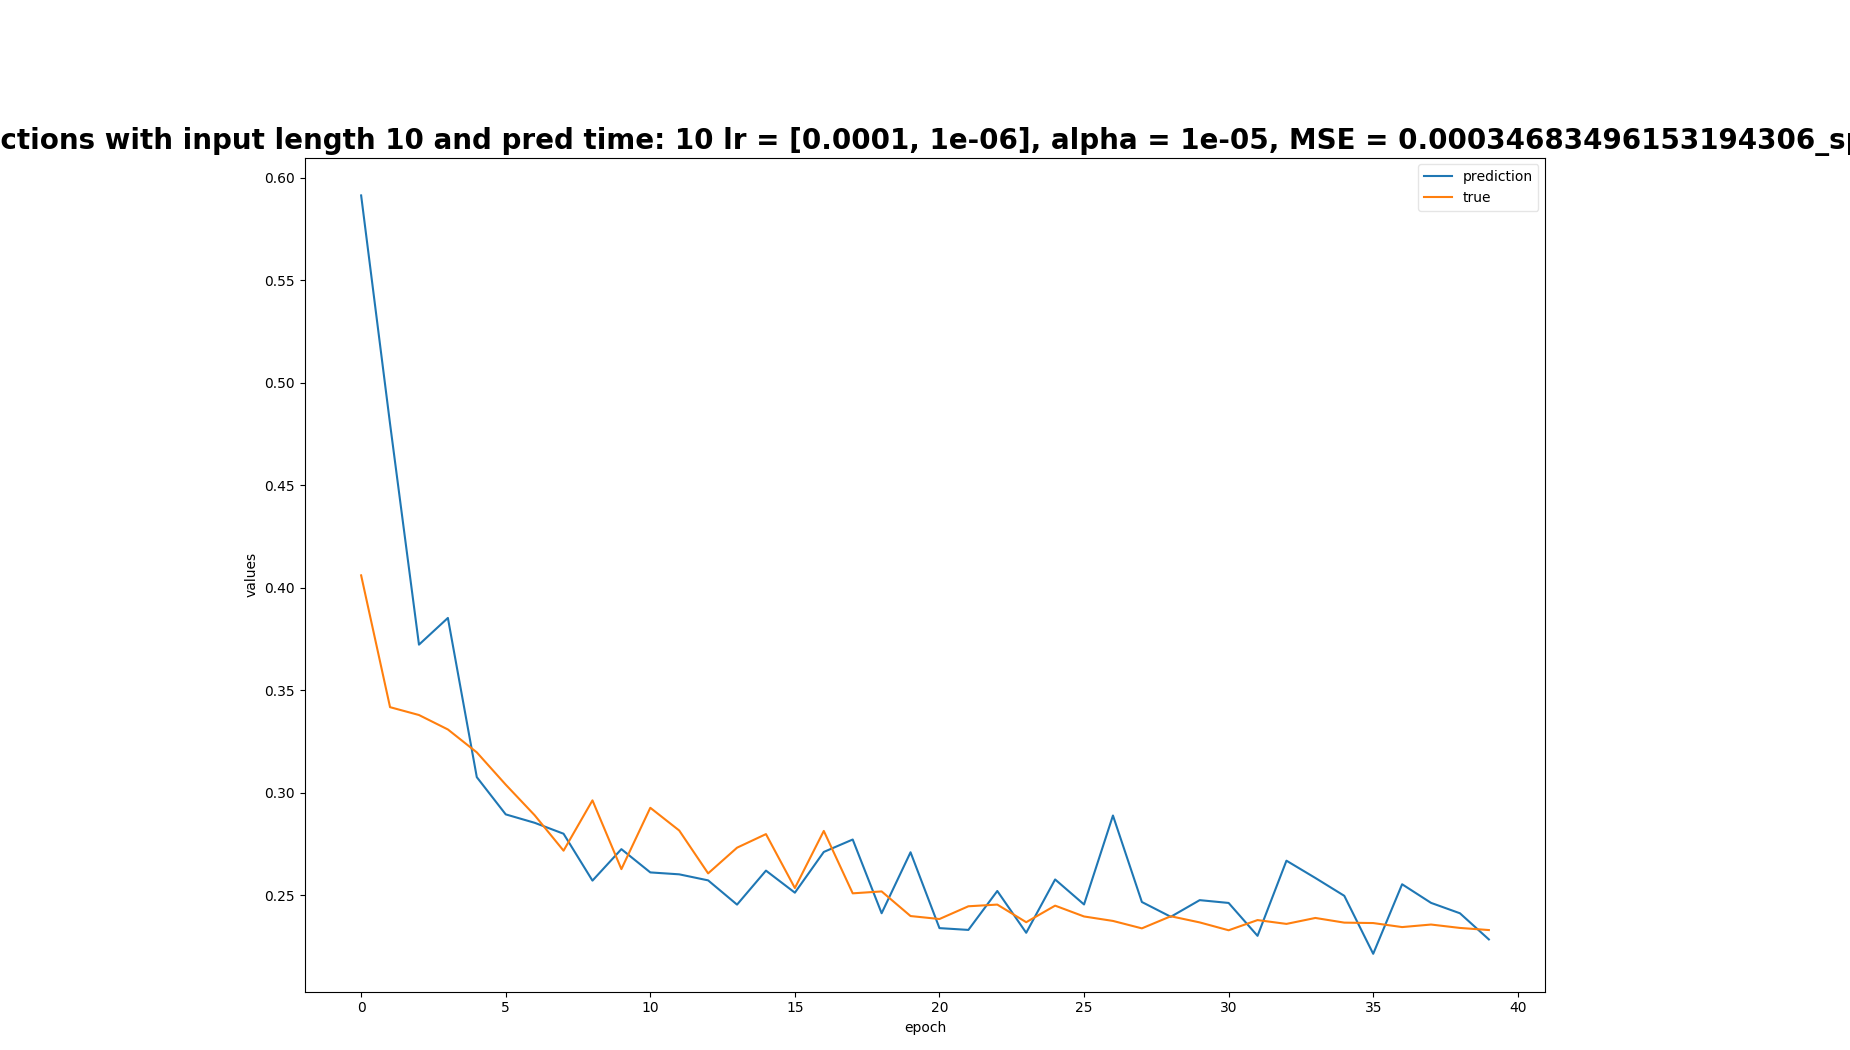 ctions with input length 10 and pred time: 10 lr = [0.0001, 1e-06], alpha = 1e-05, MSE = 0.00034683496153194306_sp
prediction
true
0.60
0.55
0.50
0.45
0.40
0.35
0.30
0.25
values
0 5 10 15 20 25 30 35 40
epoch